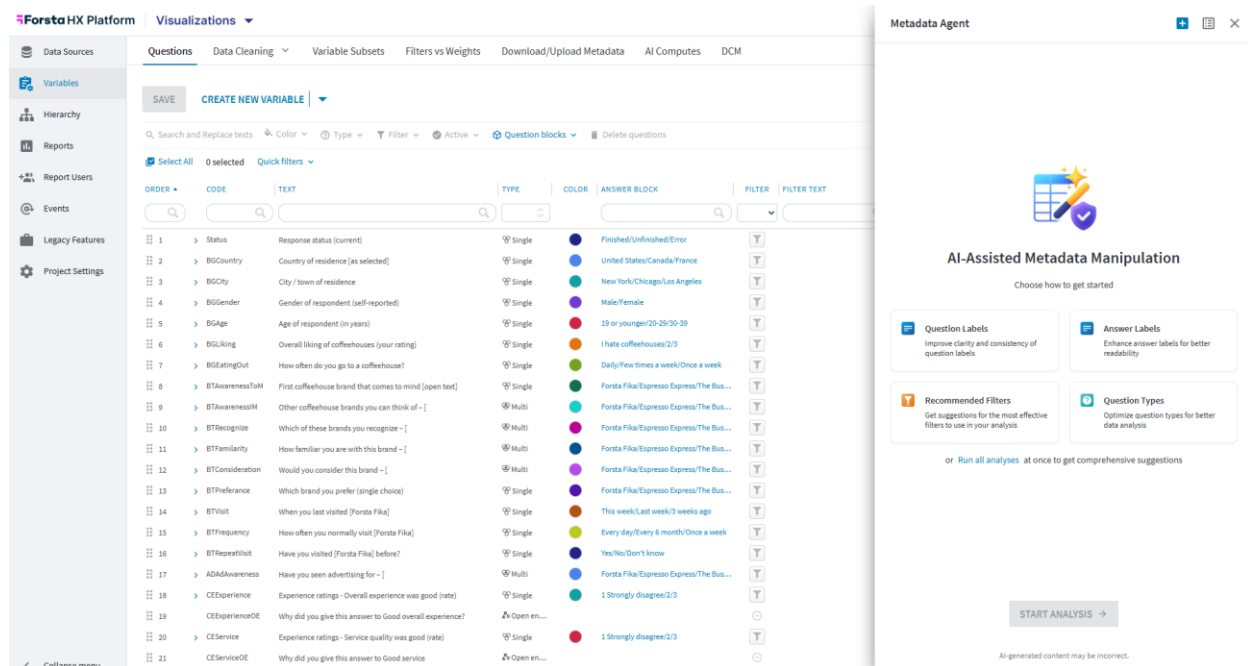 Forsta HX Platform Visualizations
Metadata Agent
Data Sources
Variables
Hierarchy
Reports
Report Users
Events
Legacy Features
Project Settings
Collapse menu
Questions Data Cleaning Variable Subsets Filters vs Weights Download/Upload Metadata AI Computes DCM
SAVE CREATE NEW VARIABLE
Search and Replace texts Color Type Filter Active Question blocks Delete questions
Select All 0 selected Quick filters
ORDER CODE TEXT TYPE COLOR ANSWER BLOCK FILTER FILTER TEXT
1 Status Response status (current) Single Finished/Unfinished/Error
2 BGCountry Country of residence [as selected] Single United States/Canada/France
3 BGCity City / town of residence Single New York/Chicago/Los Angeles
4 BGGender Gender of respondent (self-reported) Single Male/Female
5 BGAge Age of respondent (in years) Single 19 or younger/20-29/30-39
6 BGLiking Overall liking of coffeehouses (your rating) Single I hate coffeehouses/2/3
7 BGEatingOut How often do you go to a coffeehouse? Single Daily/Few times a week/Once a week
8 BTAwarenessToM First coffeehouse brand that comes to mind [open text] Single Forsta Fika/Espresso Express/The Bus...
9 BTAwarenessIM Other coffeehouse brands you can think of – [ Multi Forsta Fika/Espresso Express/The Bus...
10 BTRecognize Which of these brands you recognize – [ Multi Forsta Fika/Espresso Express/The Bus...
11 BTFamilarity How familiar you are with this brand – [ Multi Forsta Fika/Espresso Express/The Bus...
12 BTConsideration Would you consider this brand – [ Multi Forsta Fika/Espresso Express/The Bus...
13 BTPreferance Which brand you prefer (single choice) Single Forsta Fika/Espresso Express/The Bus...
14 BTVisit When you last visited [Forsta Fika] Single This week/Last week/3 weeks ago
15 BTFrequency How often you normally visit [Forsta Fika] Single Every day/Every 6 month/Once a week
16 BTRepeatVisit Have you visited [Forsta Fika] before? Single Yes/No/Don't know
17 ADAdAwareness Have you seen advertising for – [ Multi Forsta Fika/Espresso Express/The Bus...
18 CEExperience Experience ratings - Overall experience was good (rate) Single 1 Strongly disagree/2/3
19 CEExperienceOE Why did you give this answer to Good overall experience? Open en...
20 CEService Experience ratings - Service quality was good (rate) Single 1 Strongly disagree/2/3
21 CEServiceOE Why did you give this answer to Good service Open en...
AI-Assisted Metadata Manipulation
Choose how to get started
Question Labels
Improve clarity and consistency of
question labels
Answer Labels
Enhance answer labels for better
readability
Recommended Filters
Get suggestions for the most effective
filters to use in your analysis
Question Types
Optimize question types for better
data analysis
or Run all analyses at once to get comprehensive suggestions
START ANALYSIS →
AI-generated content may be incorrect.